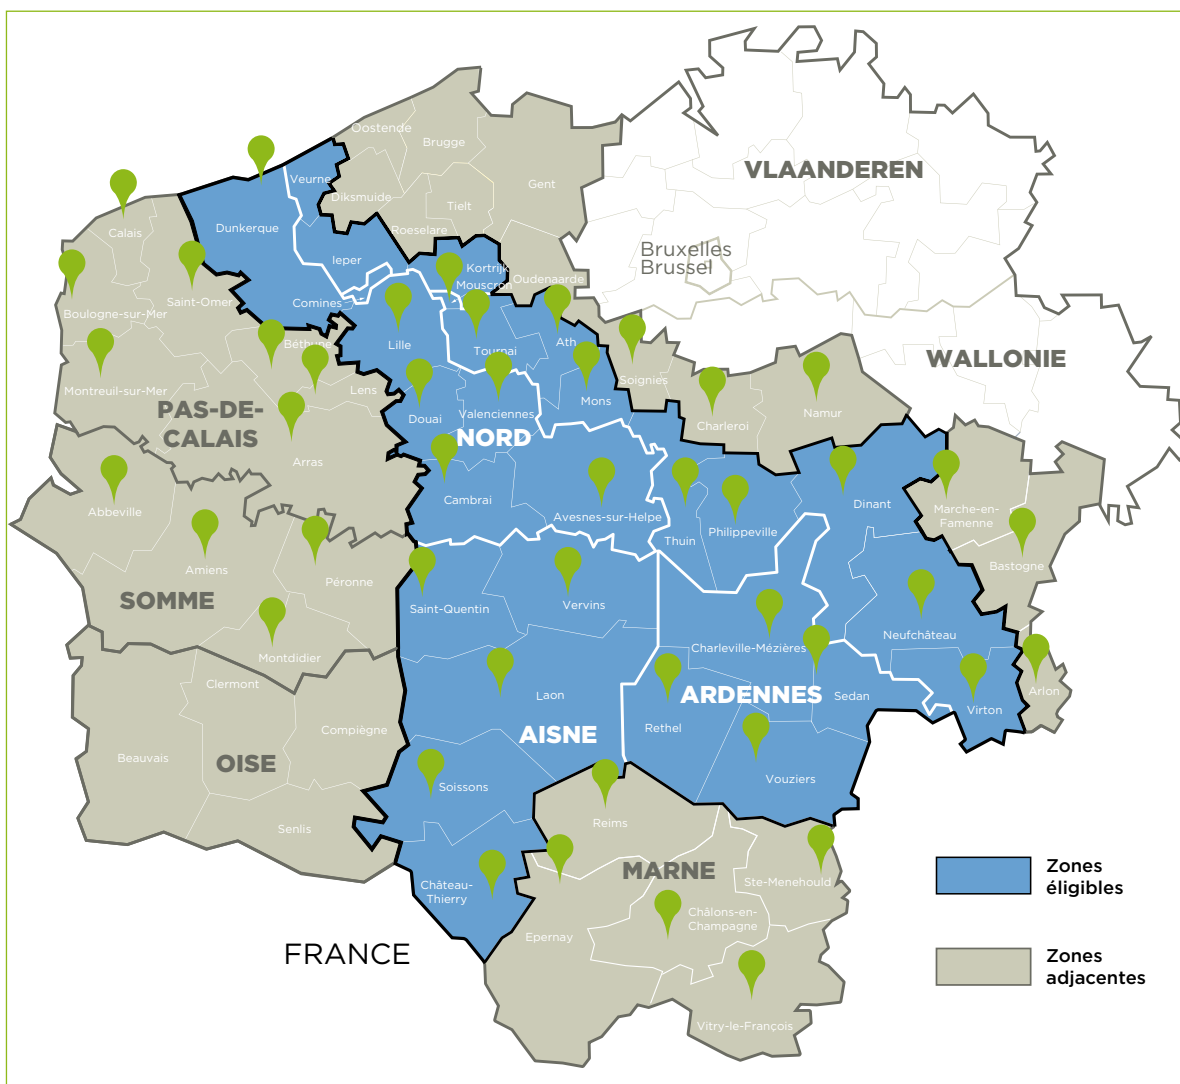 Oostende
Brugge
VLAANDEREN
Veurne
Gent
Diksmuide
Tielt
Calais
Dunkerque
Roeselare
Bruxelles
Brussel
Ieper
Kortrijk
Oudenaarde
Mouscron
Saint-Omer
Comines
Boulogne-sur-Mer
Béthune
Lille
Tournai
Ath
WALLONIE
Soignies
Montreuil-sur-Mer
Lens
Mons
PAS-DE-
CALAIS
Douai
Valenciennes
Charleroi
Namur
NORD
Arras
Cambrai
Dinant
Abbeville
Avesnes-sur-Helpe
Philippeville
Marche-en-
Famenne
Thuin
Bastogne
Amiens
Péronne
SOMME
Saint-Quentin
Vervins
Neufchâteau
Montdidier
Charleville-Mézières
Clermont
Laon
ARDENNES
Sedan
Arlon
Virton
Compiègne
Rethel
AISNE
Beauvais
OISE
Soissons
Vouziers
Senlis
Reims
MARNE
Château-
Thierry
Ste-Menehould
Zones
éligibles
Châlons-en-
Champagne
Epernay
FRANCE
Zones
adjacentes
Vitry-le-François